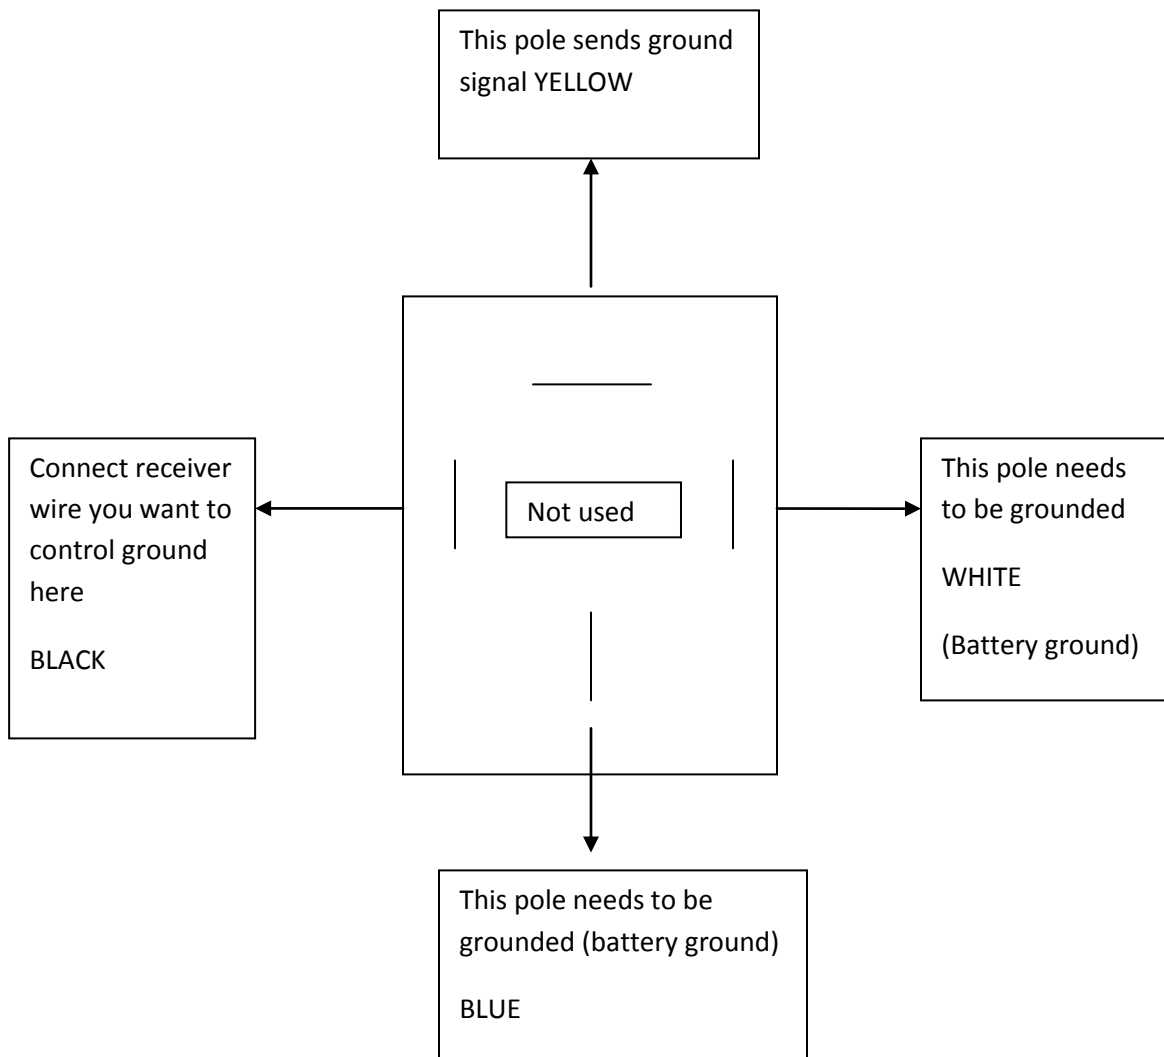 This pole sends ground
signal YELLOW
Connect receiver
wire you want to
control ground
here
BLACK
Not used
This pole needs
to be grounded
WHITE
(Battery ground)
This pole needs to be
grounded (battery ground)
BLUE